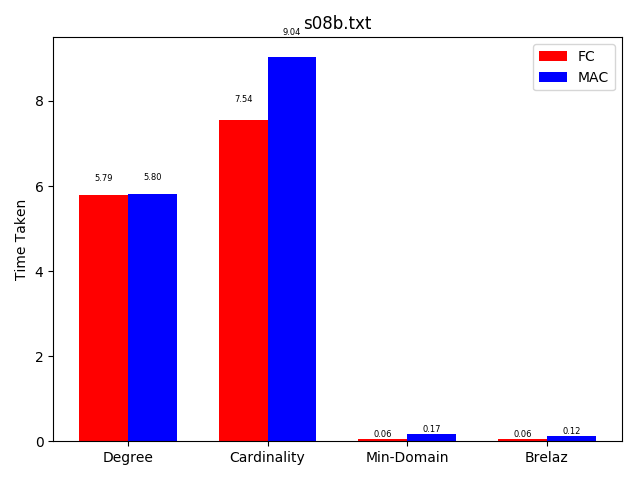 s08b.txt
9.04
FC
MAC
8
7.54
6
5.79
5.80
Time Taken
4
2
0.06
0.17
0.06
0.12
0
Degree
Cardinality
Min-Domain
Brelaz